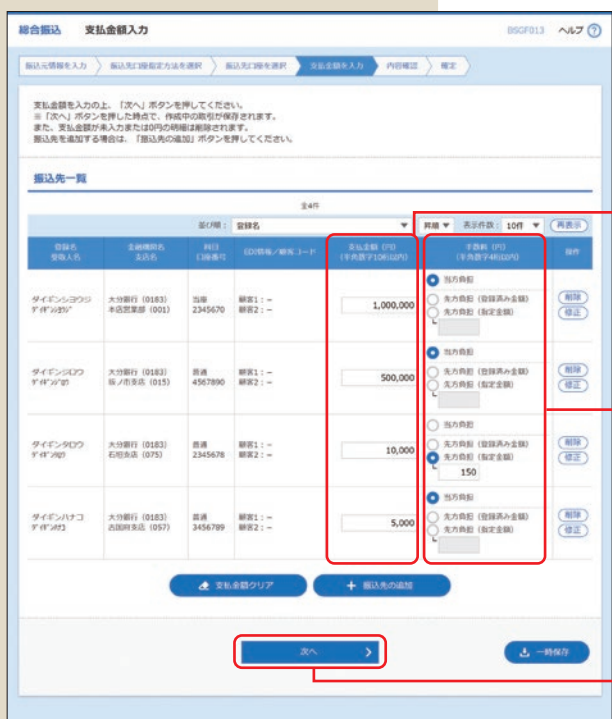 総合振込 支払金額入力 BSGF013 ヘルプ ?
振込元情報を入力 振込先口座指定方法を選択 振込先口座を選択 支払金額を入力 内容確認 確定
支払金額を入力の上、「次へ」ボタンを押してください。
※「次へ」ボタンを押した時点で、作成中の取引が保存されます。
また、支払金額が未入力または0円の明細は削除されます。
振込先を追加する場合は、「振込先の追加」ボタンを押してください。
振込先一覧
全4件
並び順： 登録名 昇順 表示件数： 10件 再表示
登録名 金融機関名 科目 EDI情報／顧客コード 支払金額（円） 手数料（円） 操作
受取人名 支店名 口座番号 （半角数字10桁以内） （半角数字4桁以内）
当方負担
ダイギンショウジ 大分銀行（0183） 当座 顧客1：− 1,000,000 先方負担（登録済み金額） 削除
本店営業部（001） 2345670 顧客2：− 先方負担（指定金額） 修正
当方負担
ダイギンジロウ 大分銀行（0183） 普通 顧客1：− 500,000 先方負担（登録済み金額） 削除
坂ノ市支店（015） 4567890 顧客2：− 先方負担（指定金額） 修正
当方負担
ダイギンタロウ 大分銀行（0183） 普通 顧客1：− 10,000 先方負担（登録済み金額） 削除
石垣支店（075） 2345678 顧客2：− 先方負担（指定金額） 修正
150
当方負担
ダイギンハナコ 大分銀行（0183） 普通 顧客1：− 5,000 先方負担（登録済み金額） 削除
古国府支店（057） 3456789 顧客2：− 先方負担（指定金額） 修正
支払金額クリア ＋ 振込先の追加
次へ 一時保存